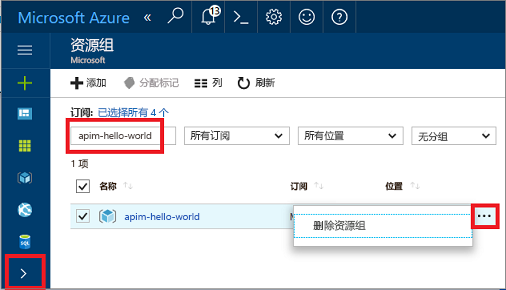 Microsoft Azure « 13 >_ ?
资源组
Microsoft
添加 分配标记 列 刷新
订阅: 已选择所有 4 个
apim-hello-world 所有订阅 所有位置 无分组
1 项
名称 ↑↓ 订阅 ↑↓ 位置 ↑↓
apim-hello-world M ...
删除资源组
SQL